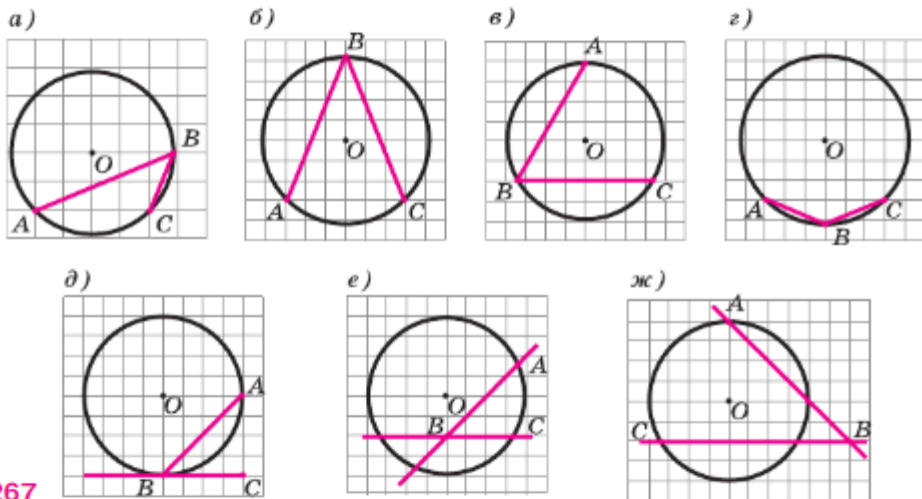 а) б) в) г)
B B A
O O O O
B
A C A C B C A C
B
д) е) ж)
A
A A
O O O
B C C B
B C
267